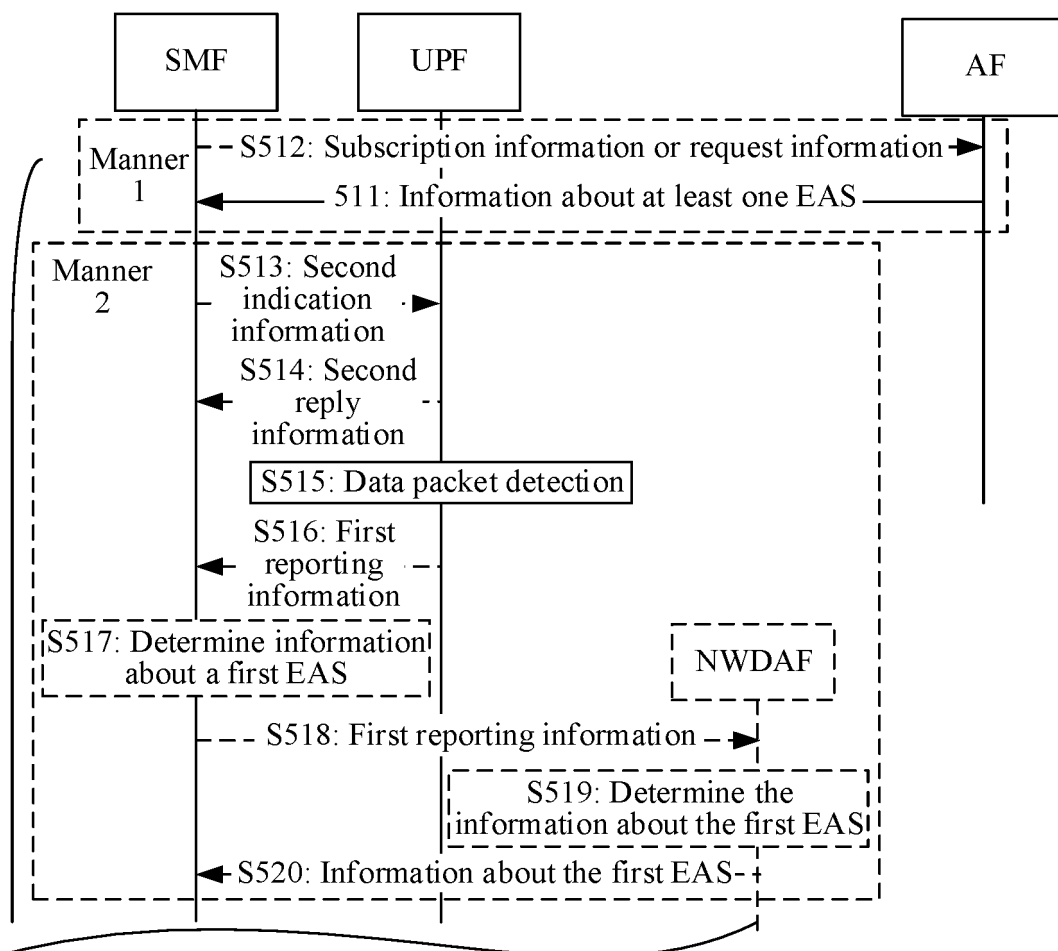 SMF
UPF
AF
Manner
1
S512: Subscription information or request information
511: Information about at least one EAS
Manner
2
S513: Second
indication
information
S514: Second
reply
information
S515: Data packet detection
S516: First
reporting
information
S517: Determine information
about a first EAS
NWDAF
S518: First reporting information
S519: Determine the
information about the first EAS
S520: Information about the first EAS